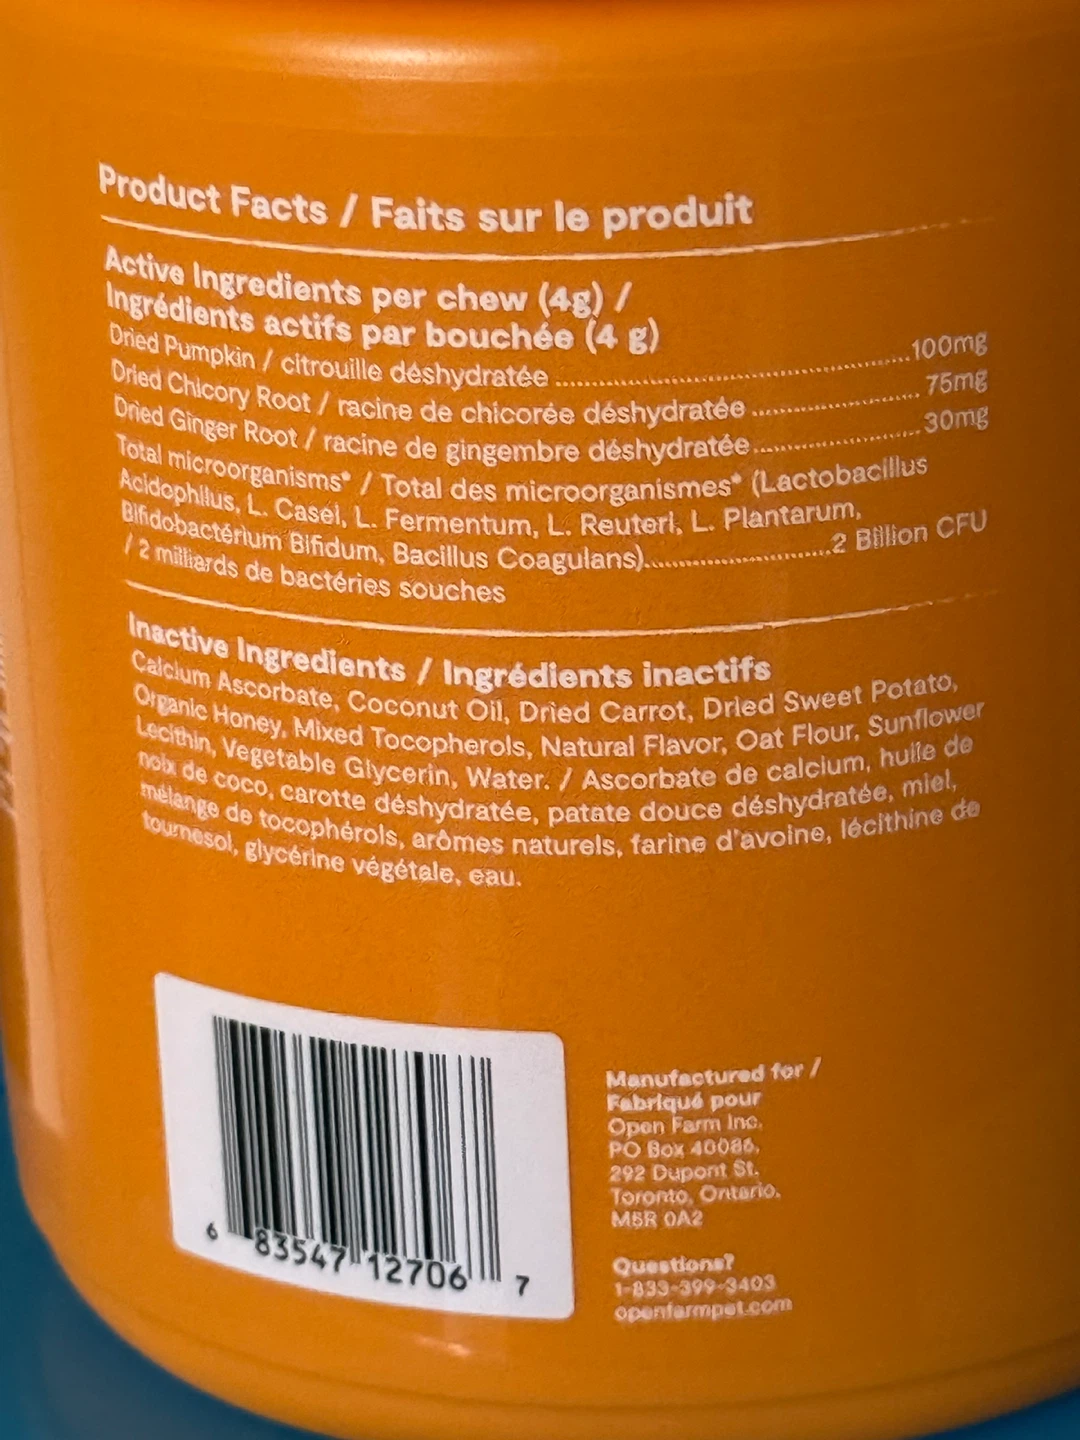 Product Facts / Faits sur le produit
Active Ingredients per chew (4g) /
Ingrédients actifs par bouchée (4 g)
Dried Pumpkin / citrouille déshydratée ........ 100mg
Dried Chicory Root / racine de chicorée déshydratée ........ 75mg
Dried Ginger Root / racine de gingembre déshydratée ........ 30mg
Total microorganisms* / Total des microorganismes* (Lactobacillus
Acidophilus, L. Casei, L. Fermentum, L. Reuteri, L. Plantarum,
Bifidobactérium Bifidum, Bacillus Coagulans)........ 2 Billion CFU
/ 2 milliards de bactéries souches
Inactive Ingredients / Ingrédients inactifs
Calcium Ascorbate, Coconut Oil, Dried Carrot, Dried Sweet Potato,
Organic Honey, Mixed Tocopherols, Natural Flavor, Oat Flour, Sunflower
Lecithin, Vegetable Glycerin, Water. / Ascorbate de calcium, huile de
noix de coco, carotte déshydratée, patate douce déshydratée, miel,
mélange de tocophérols, arômes naturels, farine d'avoine, lécithine de
tournesol, glycérine végétale, eau.
6 83547 12706 7
Manufactured for /
Fabriqué pour
Open Farm Inc.
PO Box 40086,
292 Dupont St.
Toronto, Ontario.
M5R 0A2
Questions?
1-833-399-3403
openfarmpet.com